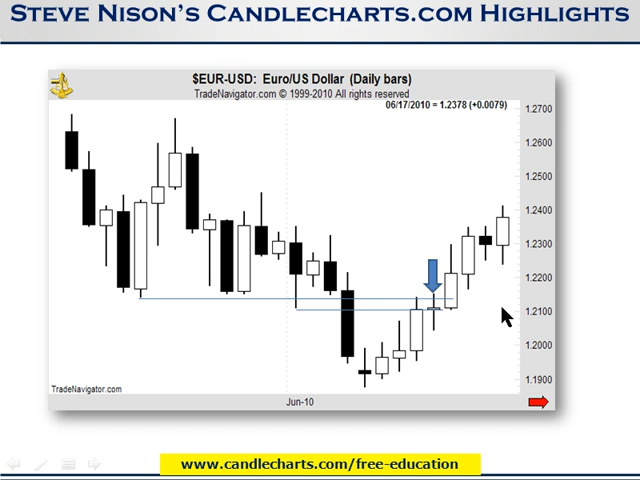 Steve Nison's Candlecharts.com Highlights
$EUR-USD: Euro/US Dollar (Daily bars)
TradeNavigator.com © 1999-2010 All rights reserved
06/17/2010 = 1.2378 (+0.0079)
1.2700
1.2600
1.2500
1.2400
1.2300
1.2200
1.2100
1.2000
1.1900
TradeNavigator.com
Jun-10
www.candlecharts.com/free-education